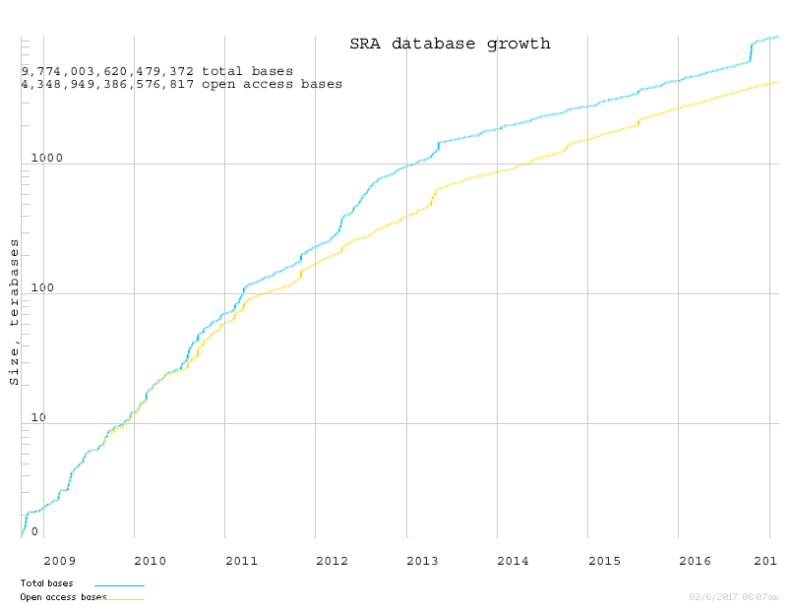 SRA database growth
9,774,003,620,479,372 total bases
4,348,949,386,576,817 open access bases
1000
100
10
0
Size, terabases
2009 2010 2011 2012 2013 2014 2015 2016 201
Total bases
Open access bases
02/6/2017 06:07am